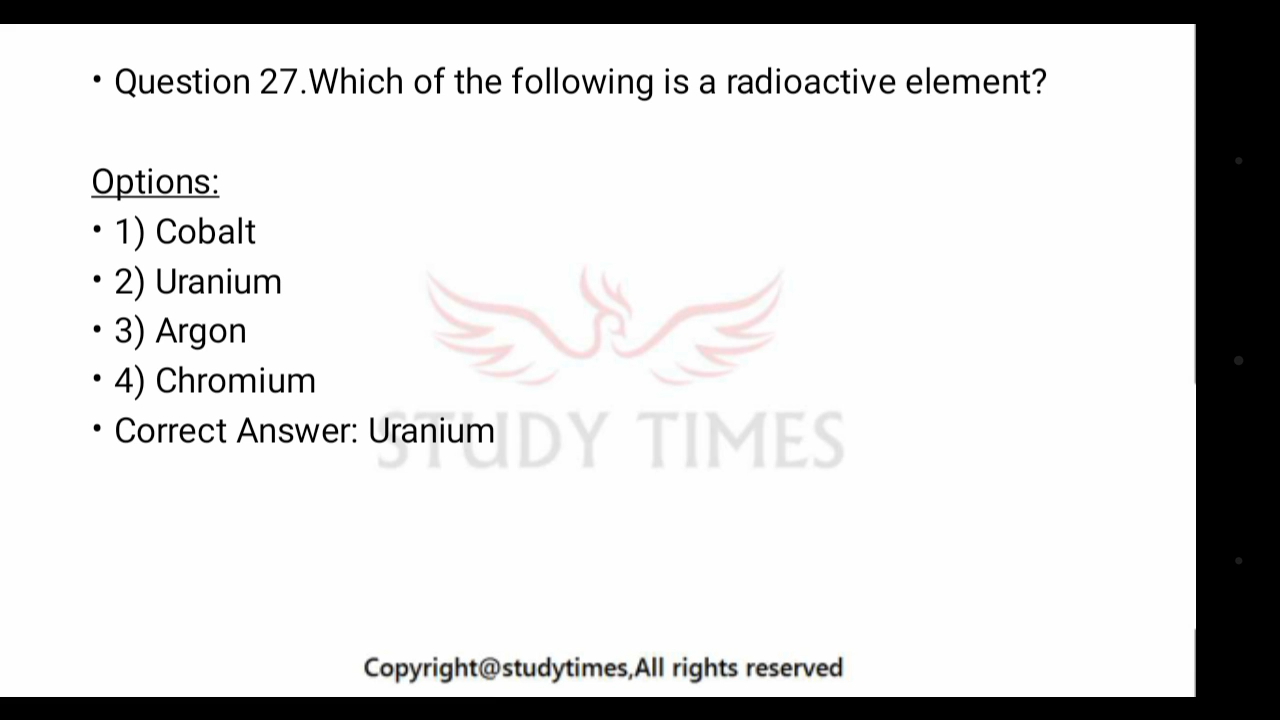 • Question 27.Which of the following is a radioactive element?
Options:
• 1) Cobalt
• 2) Uranium
• 3) Argon
• 4) Chromium
• Correct Answer: Uranium
STUDY TIMES
Copyright@studytimes,All rights reserved